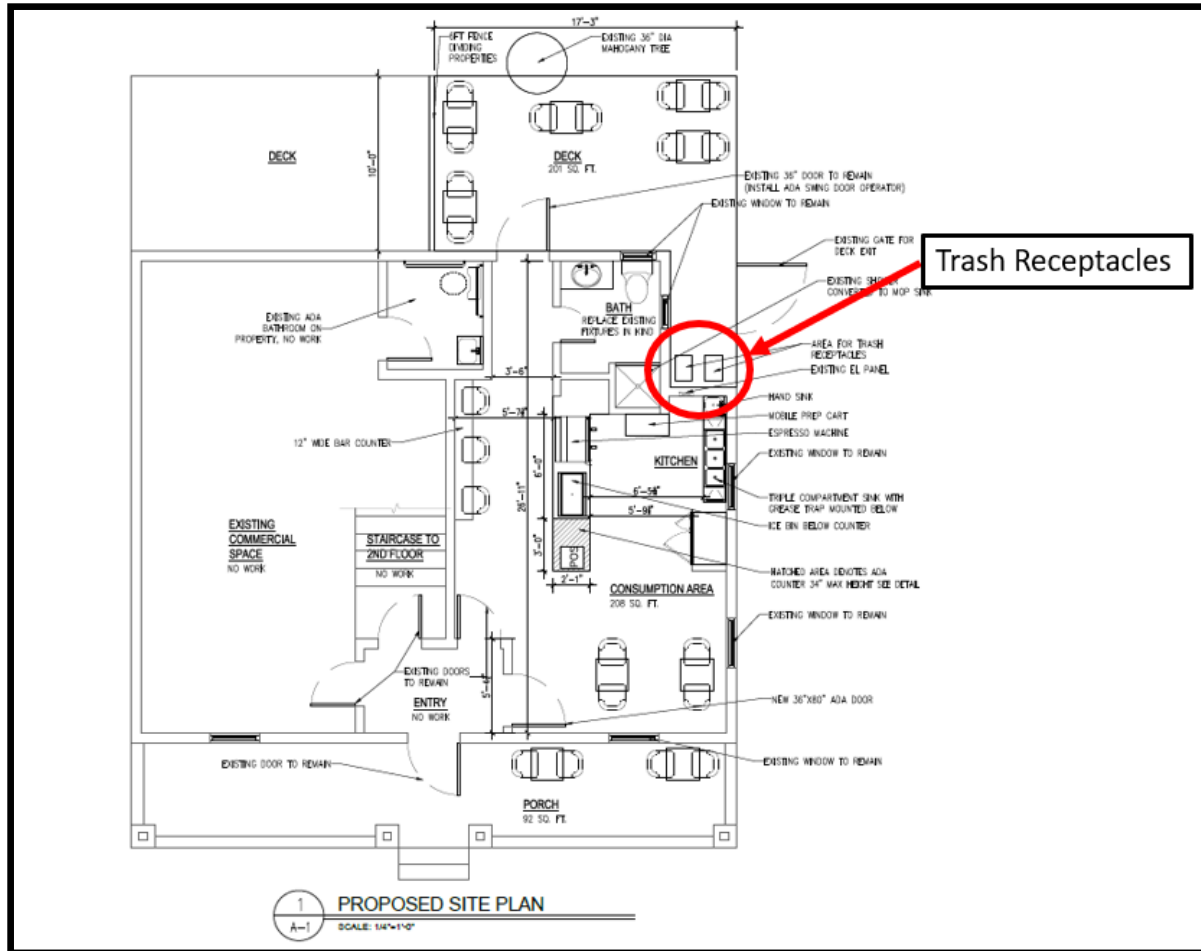 17'-3"
6FT FENCE
DIVIDING
PROPERTIES
EXISTING 36" DIA
MAHOGANY TREE
DECK
10'-0"
DECK
201 SQ. FT.
EXISTING 36" DOOR TO REMAIN
(INSTALL ADA SWING DOOR OPERATOR)
EXISTING WINDOW TO REMAIN
EXISTING GATE FOR
DECK EXIT
Trash Receptacles
EXISTING
CONVERTED TO MOP SINK
EXISTING ADA
BATHROOM ON
PROPERTY, NO WORK
BATH
REPLACE EXISTING
FIXTURES IN KIND
AREA FOR TRASH
RECEPTACLES
EXISTING EL PANEL
3'-6"
HAND SINK
MOBILE PREP CART
ESPRESSO MACHINE
12" WIDE BAR COUNTER
KITCHEN
EXISTING WINDOW TO REMAIN
6'-0"
26'-11"
TRIPLE COMPARTMENT SINK WITH
GREASE TRAP MOUNTED BELOW
ICE BIN BELOW COUNTER
EXISTING
COMMERCIAL
SPACE
NO WORK
STAIRCASE TO
2ND FLOOR
NO WORK
3'-0"
POS
2'-1"
HATCHED AREA DENOTES ADA
COUNTER 34" MAX HEIGHT SEE DETAIL
CONSUMPTION AREA
208 SQ. FT.
EXISTING WINDOW TO REMAIN
EXISTING DOORS
TO REMAIN
ENTRY
NO WORK
NEW 36"X80" ADA DOOR
EXISTING DOOR TO REMAIN
EXISTING WINDOW TO REMAIN
PORCH
92 SQ. FT.
1
A-1
PROPOSED SITE PLAN
SCALE: 1/4"=1'-0"